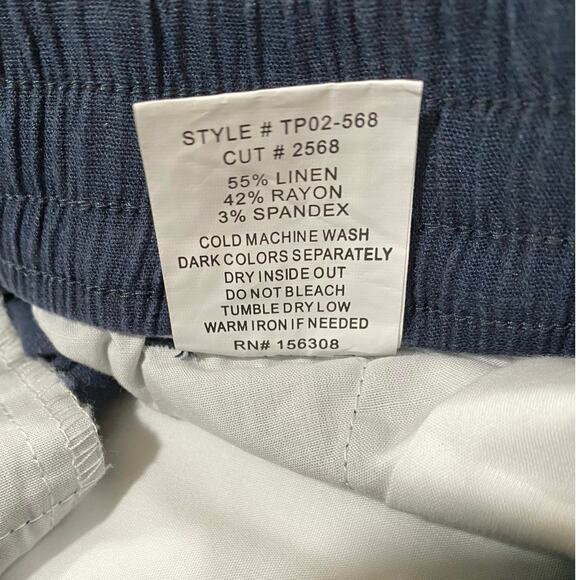 STYLE # TP02-568
CUT # 2568
55% LINEN
42% RAYON
3% SPANDEX
COLD MACHINE WASH
DARK COLORS SEPARATELY
DRY INSIDE OUT
DO NOT BLEACH
TUMBLE DRY LOW
WARM IRON IF NEEDED
RN# 156308